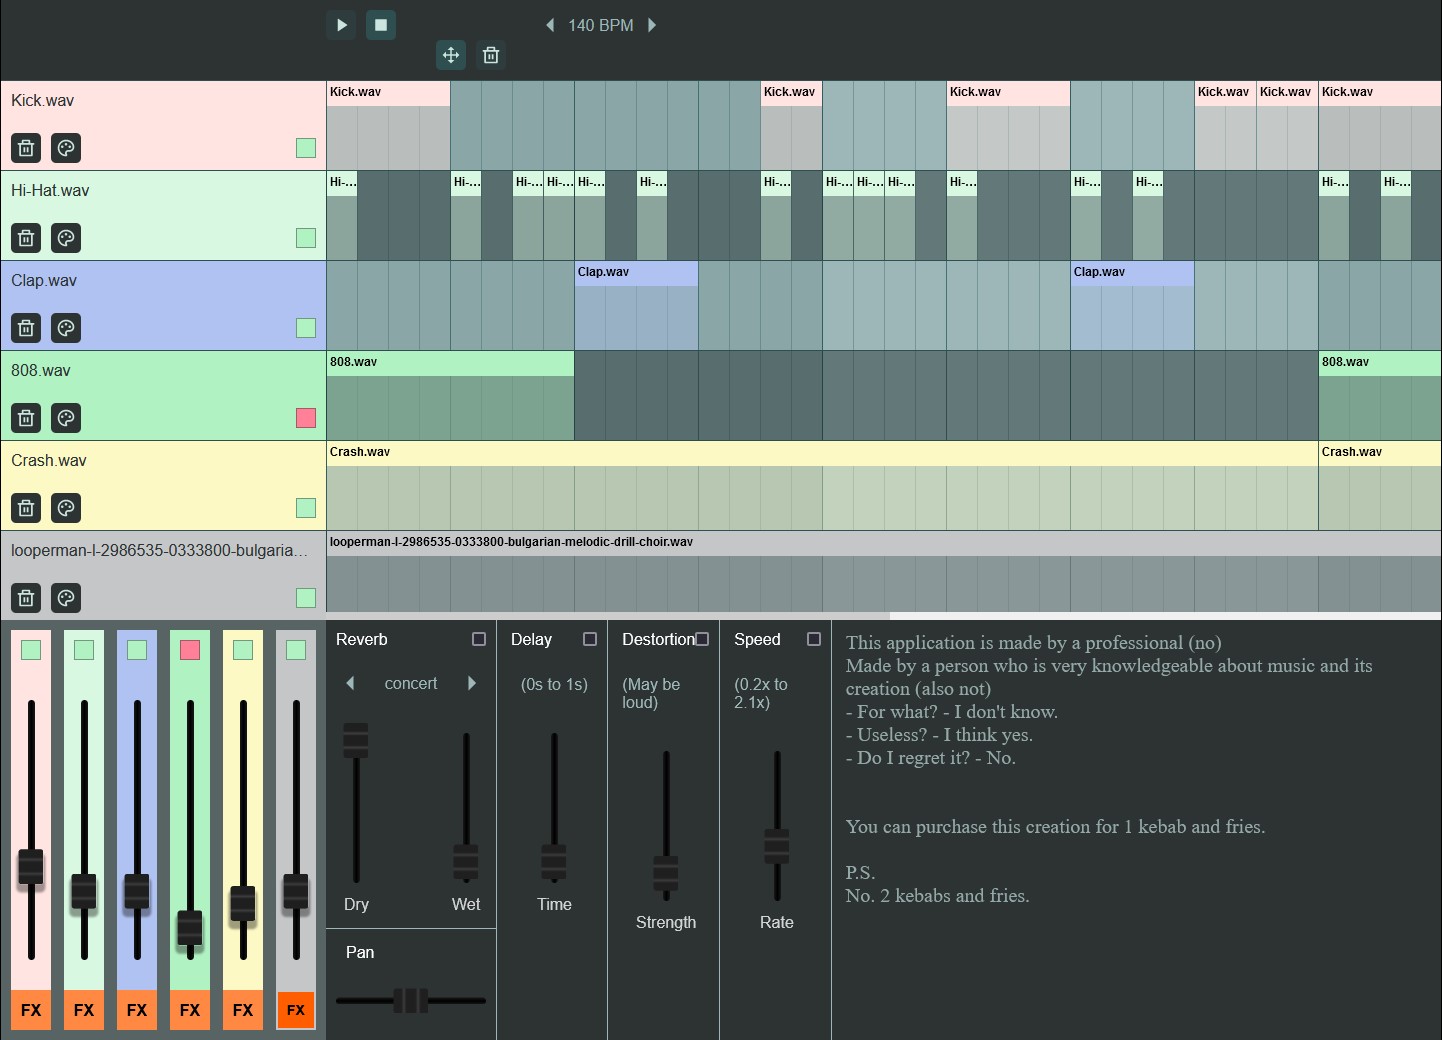 140 BPM
Kick.wav
Kick.wav Kick.wav Kick.wav Kick.wav Kick.wav Kick.wav
Hi-Hat.wav
Hi-... Hi-... Hi-... Hi-... Hi-... Hi-... Hi-... Hi-... Hi-... Hi-... Hi-... Hi-... Hi-... Hi-... Hi-...
Clap.wav
Clap.wav Clap.wav
808.wav
808.wav 808.wav
Crash.wav
Crash.wav Crash.wav
looperman-l-2986535-0333800-bulgaria...
looperman-l-2986535-0333800-bulgarian-melodic-drill-choir.wav
FX FX FX FX FX FX
Reverb
concert
Dry Wet
Pan
Delay
(0s to 1s)
Time
Destortion
(May be
loud)
Strength
Speed
(0.2x to
2.1x)
Rate
This application is made by a professional (no)
Made by a person who is very knowledgeable about music and its
creation (also not)
- For what? - I don't know.
- Useless? - I think yes.
- Do I regret it? - No.
You can purchase this creation for 1 kebab and fries.
P.S.
No. 2 kebabs and fries.